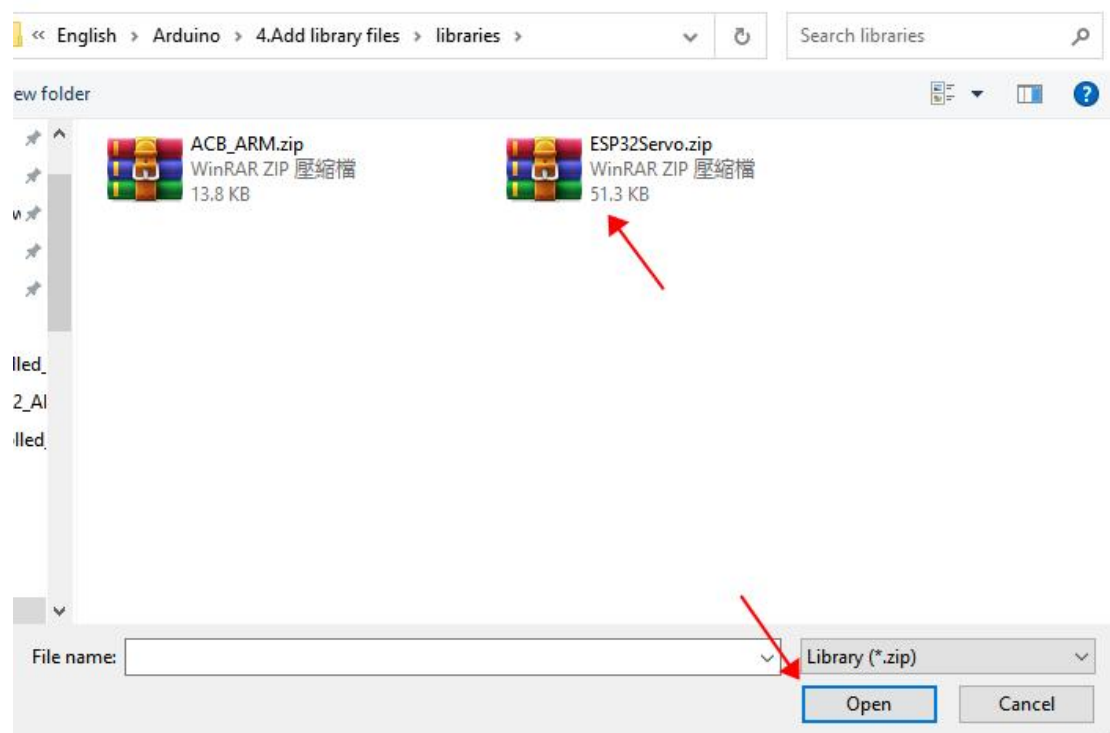 « English › Arduino › 4.Add library files › libraries ›
Search libraries
ew folder
ACB_ARM.zip
WinRAR ZIP 壓縮檔
13.8 KB
ESP32Servo.zip
WinRAR ZIP 壓縮檔
51.3 KB
lled_
2_Al
lled_
File name:
Library (*.zip)
Open
Cancel